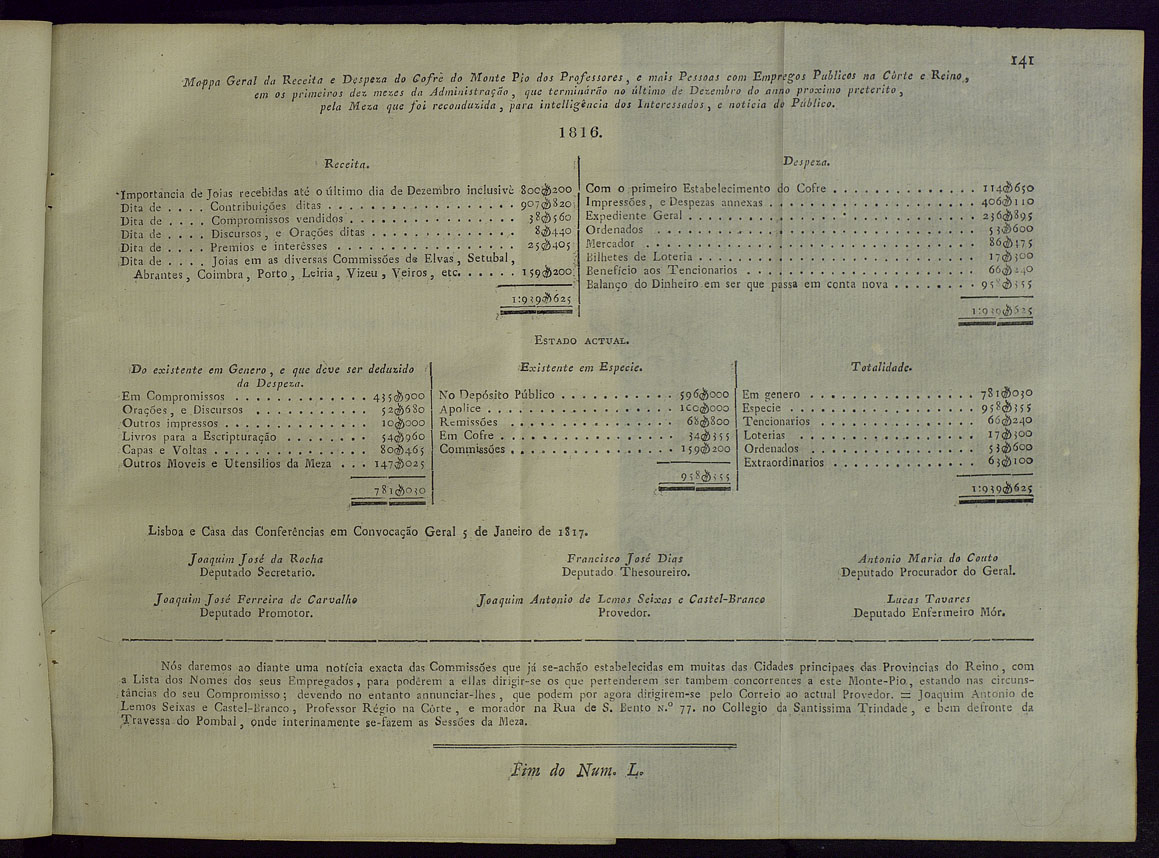 141
Mappa Geral da Receita e Despeza do Cofre do Monte Pio dos Professores, e mais Pessoas com Empregos Publicos na Côrte e Reino,
em os primeiros dez mezes da Administração, que terminárão no último de Dezembro do anno proximo preterito,
pela Meza que foi reconduzida, para intelligência dos Interessados, e noticia do Público.
1816.
Receita.
Importancia de Joias recebidas até o último dia de Dezembro inclusivè 800$200
Dita de .... Contribuições ditas .................. 907$820
Dita de .... Compromissos vendidos ................ 38$560
Dita de .... Discursos, e Orações ditas .............. 8$440
Dita de .... Premios e interésses ................ 25$405
Dita de .... Joias em as diversas Commissões de Elvas, Setubal,
Abrantes, Coimbra, Porto, Leiria, Vizeu, Veiros, etc. ..... 159$200
1:939$625
Despeza.
Com o primeiro Estabelecimento do Cofre .............. 114$650
Impressões, e Despezas annexas .................... 406$110
Expediente Geral ........................... 236$895
Ordenados ............................. 53$600
Mercador .............................. 86$475
Bilhetes de Loteria .......................... 17$300
Beneficio aos Tencionarios ...................... 66$240
Balanço do Dinheiro em ser que passa em conta nova ........ 958$355
1:939$625
Estado actual.
Do existente em Genero, e que deve ser deduzido
da Despeza.
Em Compromissos ............. 435$900
Orações, e Discursos ........... 52$680
Outros impressos .............. 10$000
Livros para a Escripturação ........ 54$960
Capas e Voltas ............... 80$465
Outros Moveis e Utensilios da Meza ... 147$025
781$030
Existente em Especie.
No Depósito Público ........... 596$000
Apolice .................. 100$000
Remissões ................ 68$800
Em Cofre ................. 34$355
Commissões ................ 159$200
958$355
Totalidade.
Em genero ................. 781$030
Especie .................. 958$355
Tencionarios ............... 66$240
Loterias ................. 17$300
Ordenados ................ 53$600
Extraordinarios .............. 63$100
1:939$625
Lisboa e Casa das Conferências em Convocação Geral 5 de Janeiro de 1817.
Joaquim José da Rocha
Deputado Secretario.
Francisco José Dias
Deputado Thesoureiro.
Antonio Maria do Couto
Deputado Procurador do Geral.
Joaquim José Ferreira de Carvalho
Deputado Promotor.
Joaquim Antonio de Lemos Seixas e Castel-Branco
Provedor.
Lucas Tavares
Deputado Enfermeiro Mór.
Nós daremos ao diante uma notícia exacta das Commissões que já se-achão estabelecidas em muitas das Cidades principaes das Provincias do Reino, com
a Lista dos Nomes dos seus Empregados, para podêrem a ellas dirigir-se os que pertenderem ser tambem concorrentes a este Monte-Pio, estando nas circuns-
tâncias do seu Compromisso; devendo no entanto annunciar-lhes, que podem por agora dirigirem-se pelo Correio ao actual Provedor. = Joaquim Antonio de
Lemos Seixas e Castel-Branco, Professor Régio na Côrte, e morador na Rua de S. Bento N.º 77. no Collegio da Santissima Trindade, e bem defronte da
Travessa do Pombal, onde interinamente se-fazem as Sessões da Meza.
Fim do Num. L.